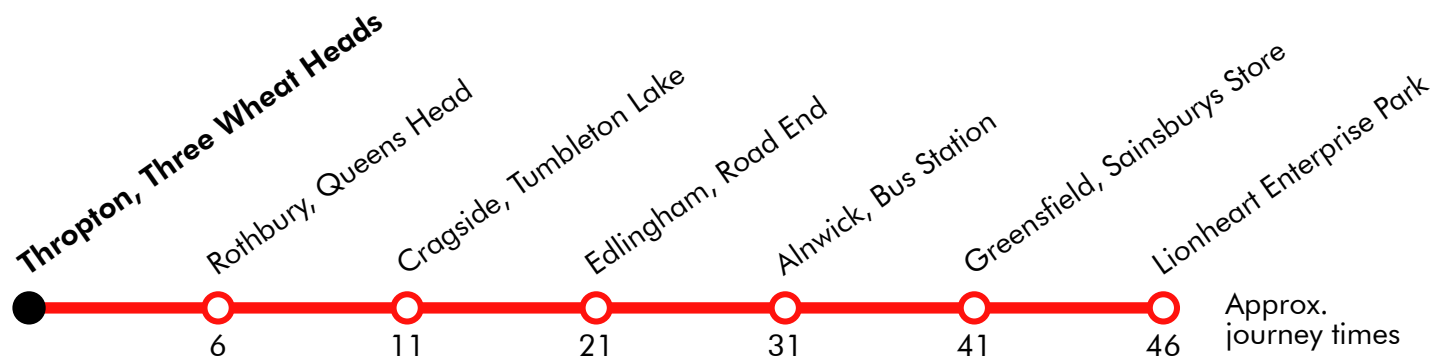 Thropton, Three Wheat Heads
Rothbury, Queens Head
Cragside, Tumbleton Lake
Edlingham, Road End
Alnwick, Bus Station
Greensfield, Sainsburys Store
Lionheart Enterprise Park
6
11
21
31
41
46
Approx.
journey times